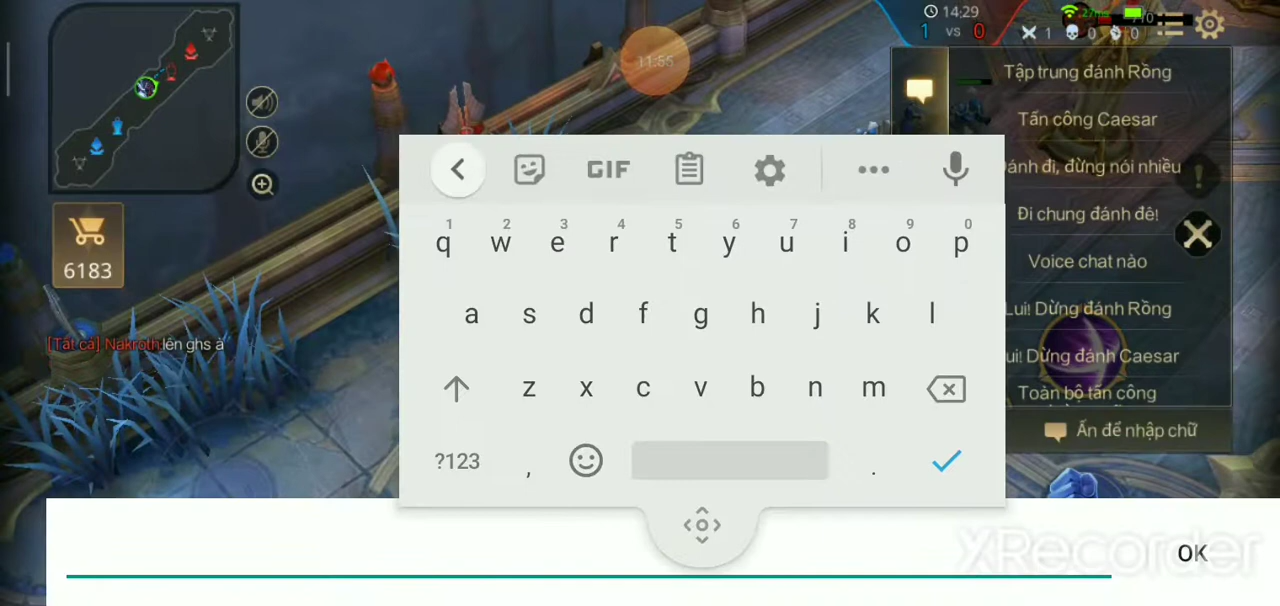 14:29
27ms
1 vs 0
1 0 0
11:55
Tập trung đánh Rồng
Tấn công Caesar
ánh đi, đừng nói nhiều
Đi chung đánh đê!
Voice chat nào
Lui! Dừng đánh Rồng
ui! Dừng đánh Caesar
Toàn bộ tấn công
Ấn để nhập chữ
6183
[Tất cả] Nakroth:lên ghs à
GIF
1 2 3 4 5 6 7 8 9 0
q w e r t y u i o p
a s d f g h j k l
z x c v b n m
?123 , .
OK
XRecorder